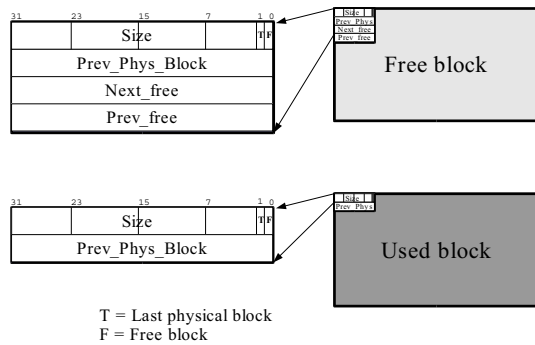 31 23 15 7 1 0
Size T F
Prev_Phys_Block
Next_free
Prev_free
Size
Prev_Phys
Next_free
Prev_free
Free block
31 23 15 7 1 0
Size T F
Prev_Phys_Block
Size
Prev_Phys
Used block
T = Last physical block
F = Free block